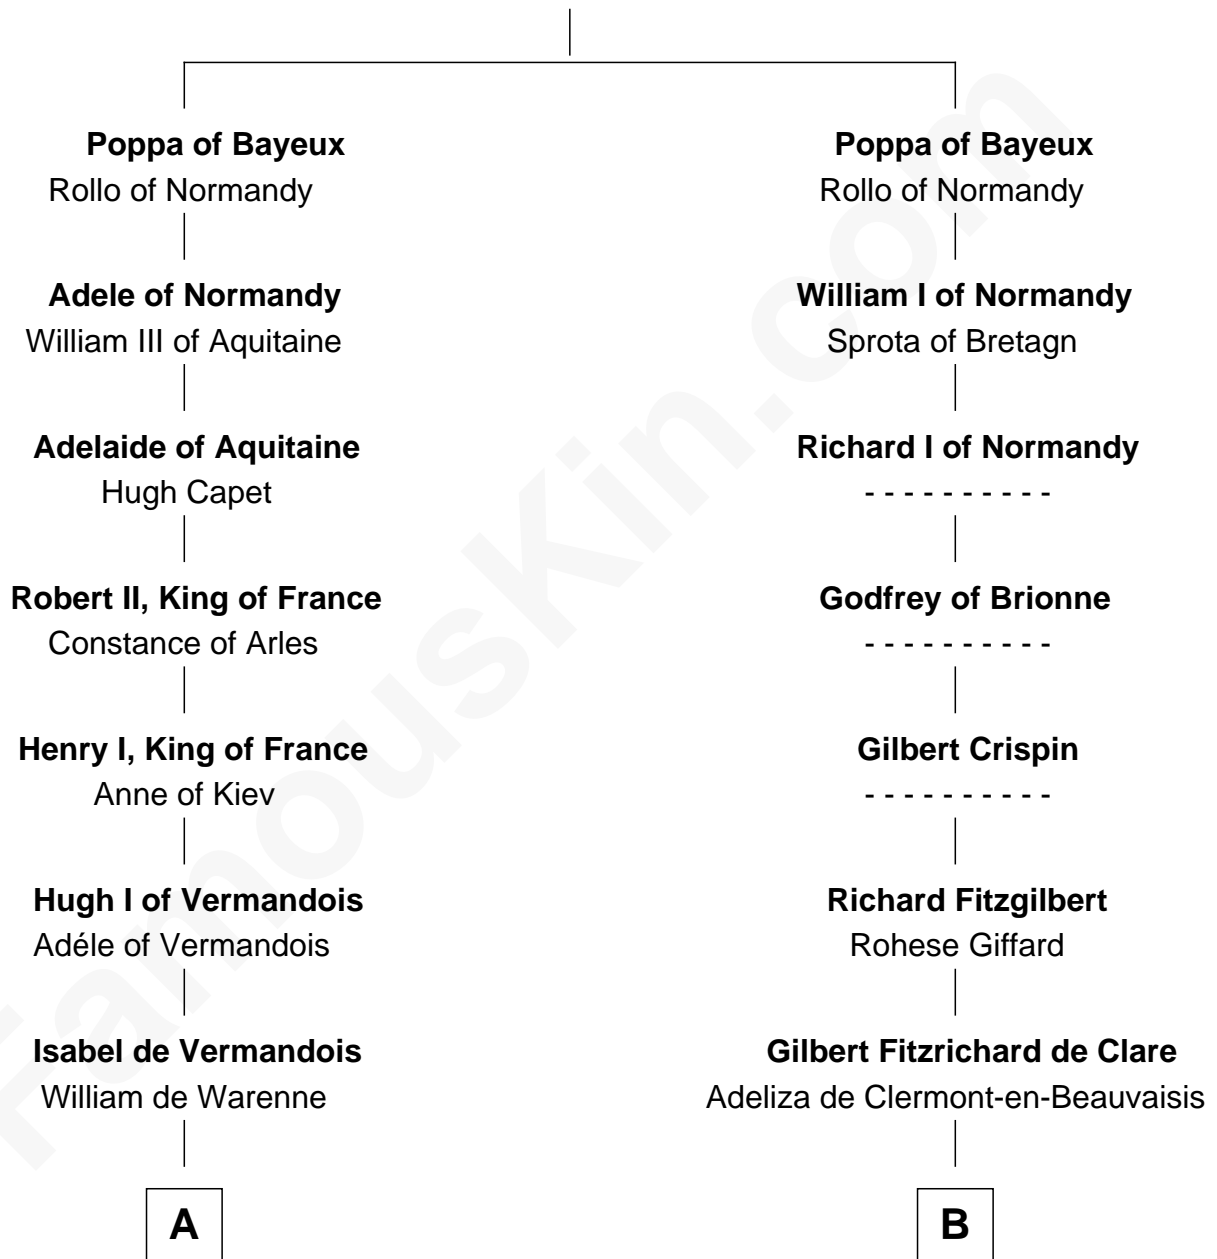 Poppa of Bayeux
Rollo of Normandy
Adele of Normandy
William III of Aquitaine
Adelaide of Aquitaine
Hugh Capet
Robert II, King of France
Constance of Arles
Henry I, King of France
Anne of Kiev
Hugh I of Vermandois
Adéle of Vermandois
Isabel de Vermandois
William de Warenne
A
Poppa of Bayeux
Rollo of Normandy
William I of Normandy
Sprota of Bretagn
Richard I of Normandy
- - - - - - - - - -
Godfrey of Brionne
- - - - - - - - - -
Gilbert Crispin
- - - - - - - - - -
Richard Fitzgilbert
Rohese Giffard
Gilbert Fitzrichard de Clare
Adeliza de Clermont-en-Beauvaisis
B
FamousKin.com